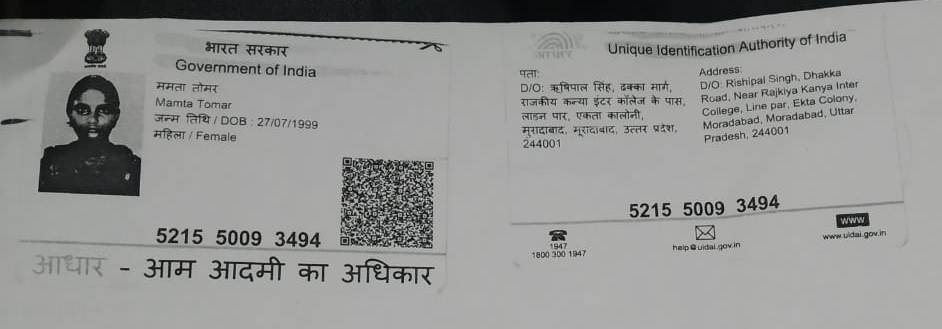 भारत सरकार
Government of India
ममता तोमर
Mamta Tomar
जन्म तिथि / DOB : 27/07/1999
महिला / Female
5215 5009 3494
आधार - आम आदमी का अधिकार
Unique Identification Authority of India
पता:
D/O: ऋषिपाल सिंह, ढक्का मार्ग,
राजकीय कन्या इंटर कॉलेज के पास,
लाइन पार, एकता कालोनी,
मुरादाबाद, मुरादाबाद, उत्तर प्रदेश,
244001
Address:
D/O: Rishipal Singh, Dhakka
Road, Near Rajkiya Kanya Inter
College, Line par, Ekta Colony,
Moradabad, Moradabad, Uttar
Pradesh, 244001
5215 5009 3494
1947
1800 300 1947
help@uidai.gov.in
www
www.uidai.gov.in